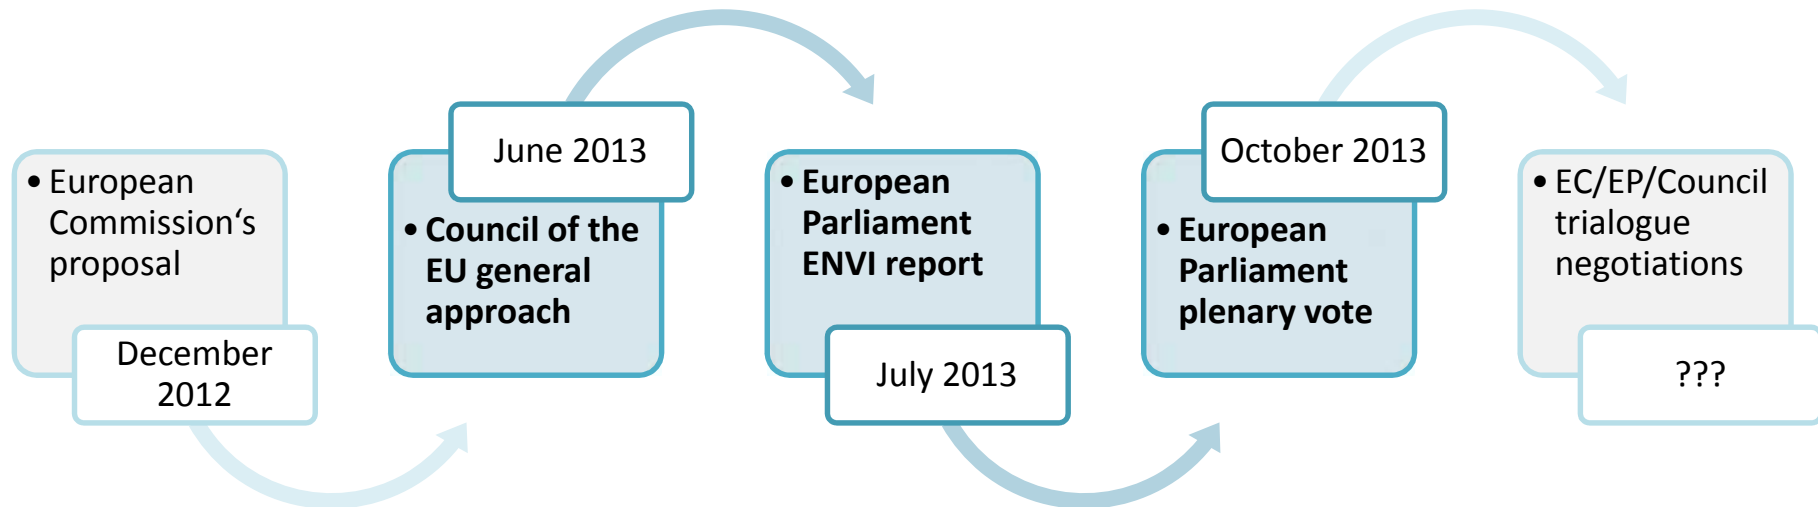 • European
Commission‘s
proposal
December
2012
June 2013
• Council of the
EU general
approach
• European
Parliament
ENVI report
July 2013
October 2013
• European
Parliament
plenary vote
• EC/EP/Council
trialogue
negotiations
???